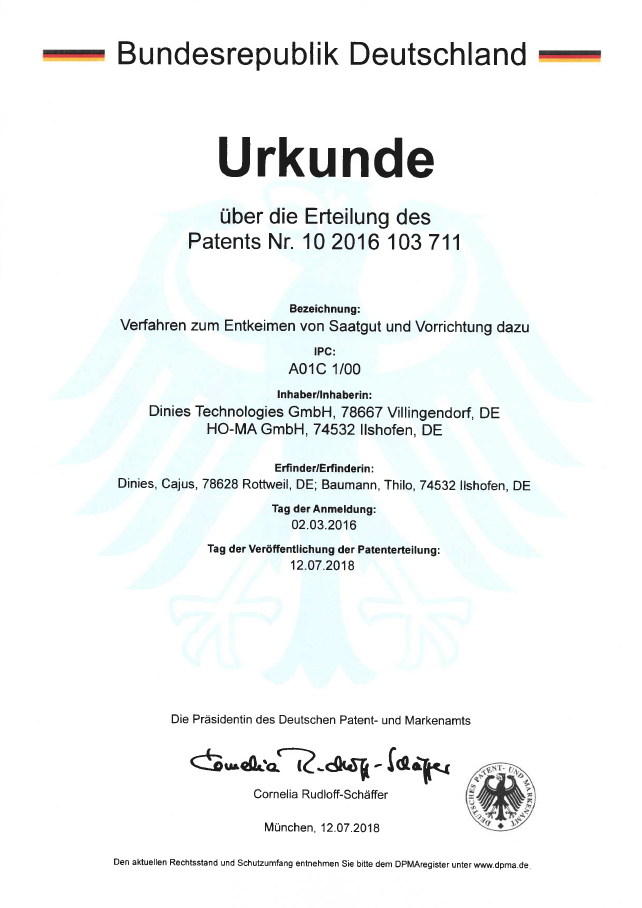 Bundesrepublik Deutschland
Urkunde
über die Erteilung des
Patents Nr. 10 2016 103 711
Bezeichnung:
Verfahren zum Entkeimen von Saatgut und Vorrichtung dazu
IPC:
A01C 1/00
Inhaber/Inhaberin:
Dinies Technologies GmbH, 78667 Villingendorf, DE
HO-MA GmbH, 74532 Ilshofen, DE
Erfinder/Erfinderin:
Dinies, Cajus, 78628 Rottweil, DE; Baumann, Thilo, 74532 Ilshofen, DE
Tag der Anmeldung:
02.03.2016
Tag der Veröffentlichung der Patenterteilung:
12.07.2018
Die Präsidentin des Deutschen Patent- und Markenamts
Cornelia Rudloff-Schäffer
Cornelia Rudloff-Schäffer
DEUTSCHES PATENT- UND MARKENAMT
München, 12.07.2018
Den aktuellen Rechtsstand und Schutzumfang entnehmen Sie bitte dem DPMAregister unter www.dpma.de.